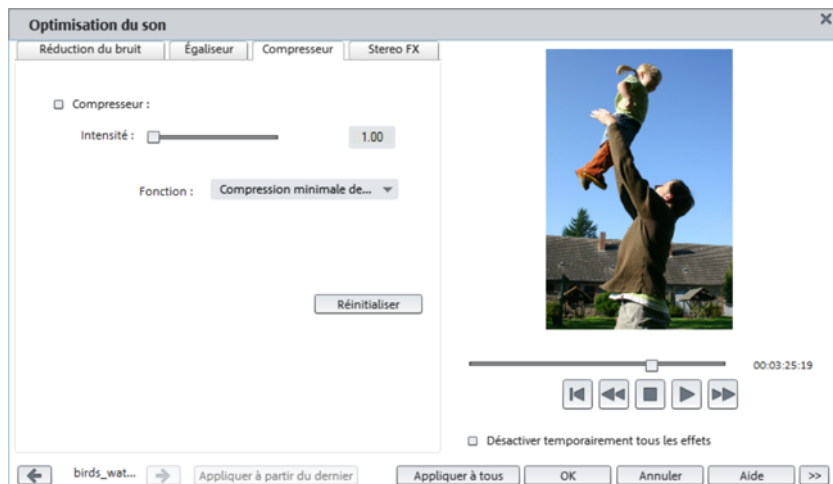 Optimisation du son
Réduction du bruit Égaliseur Compresseur Stereo FX
Compresseur :
Intensité : 1.00
Fonction : Compression minimale de...
Réinitialiser
00:03:25:19
Désactiver temporairement tous les effets
birds_wat... Appliquer à partir du dernier Appliquer à tous OK Annuler Aide >>